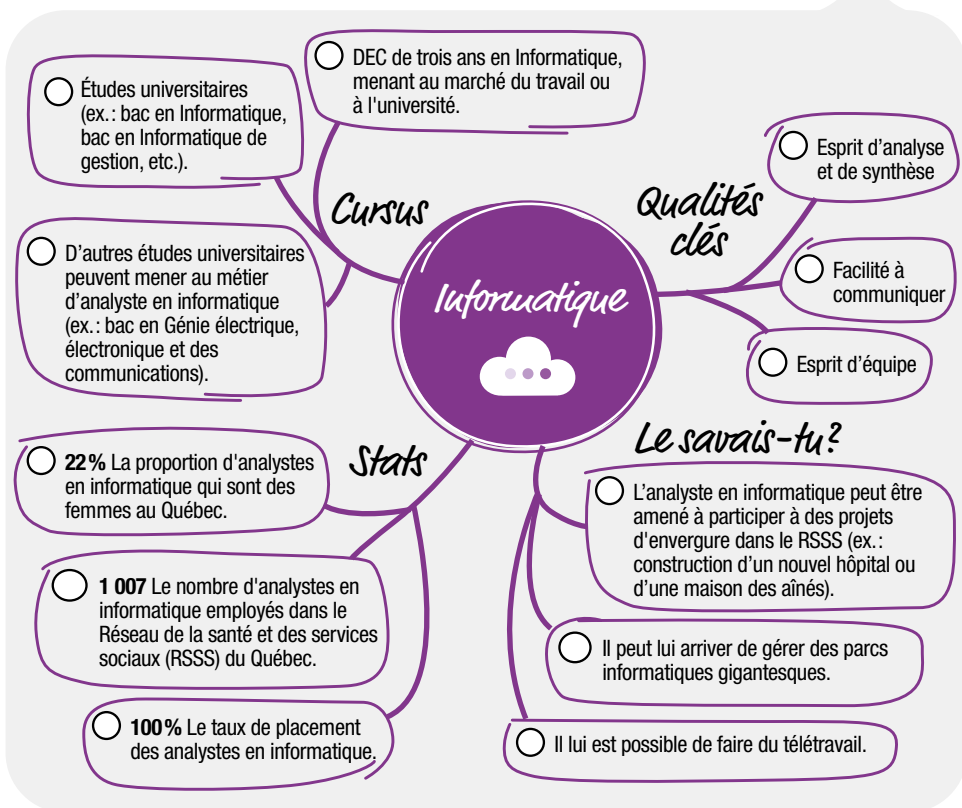 DEC de trois ans en Informatique,
menant au marché du travail ou
à l'université.
Études universitaires
(ex.: bac en Informatique,
bac en Informatique de
gestion, etc.).
Cursus
D'autres études universitaires
peuvent mener au métier
d'analyste en informatique
(ex.: bac en Génie électrique,
électronique et des
communications).
Informatique
Qualités
clés
Esprit d'analyse
et de synthèse
Facilité à
communiquer
Esprit d'équipe
Stats
22 % La proportion d'analystes
en informatique qui sont des
femmes au Québec.
1 007 Le nombre d'analystes en
informatique employés dans le
Réseau de la santé et des services
sociaux (RSSS) du Québec.
100 % Le taux de placement
des analystes en informatique.
Le savais-tu?
L'analyste en informatique peut être
amené à participer à des projets
d'envergure dans le RSSS (ex.:
construction d'un nouvel hôpital ou
d'une maison des aînés).
Il peut lui arriver de gérer des parcs
informatiques gigantesques.
Il lui est possible de faire du télétravail.